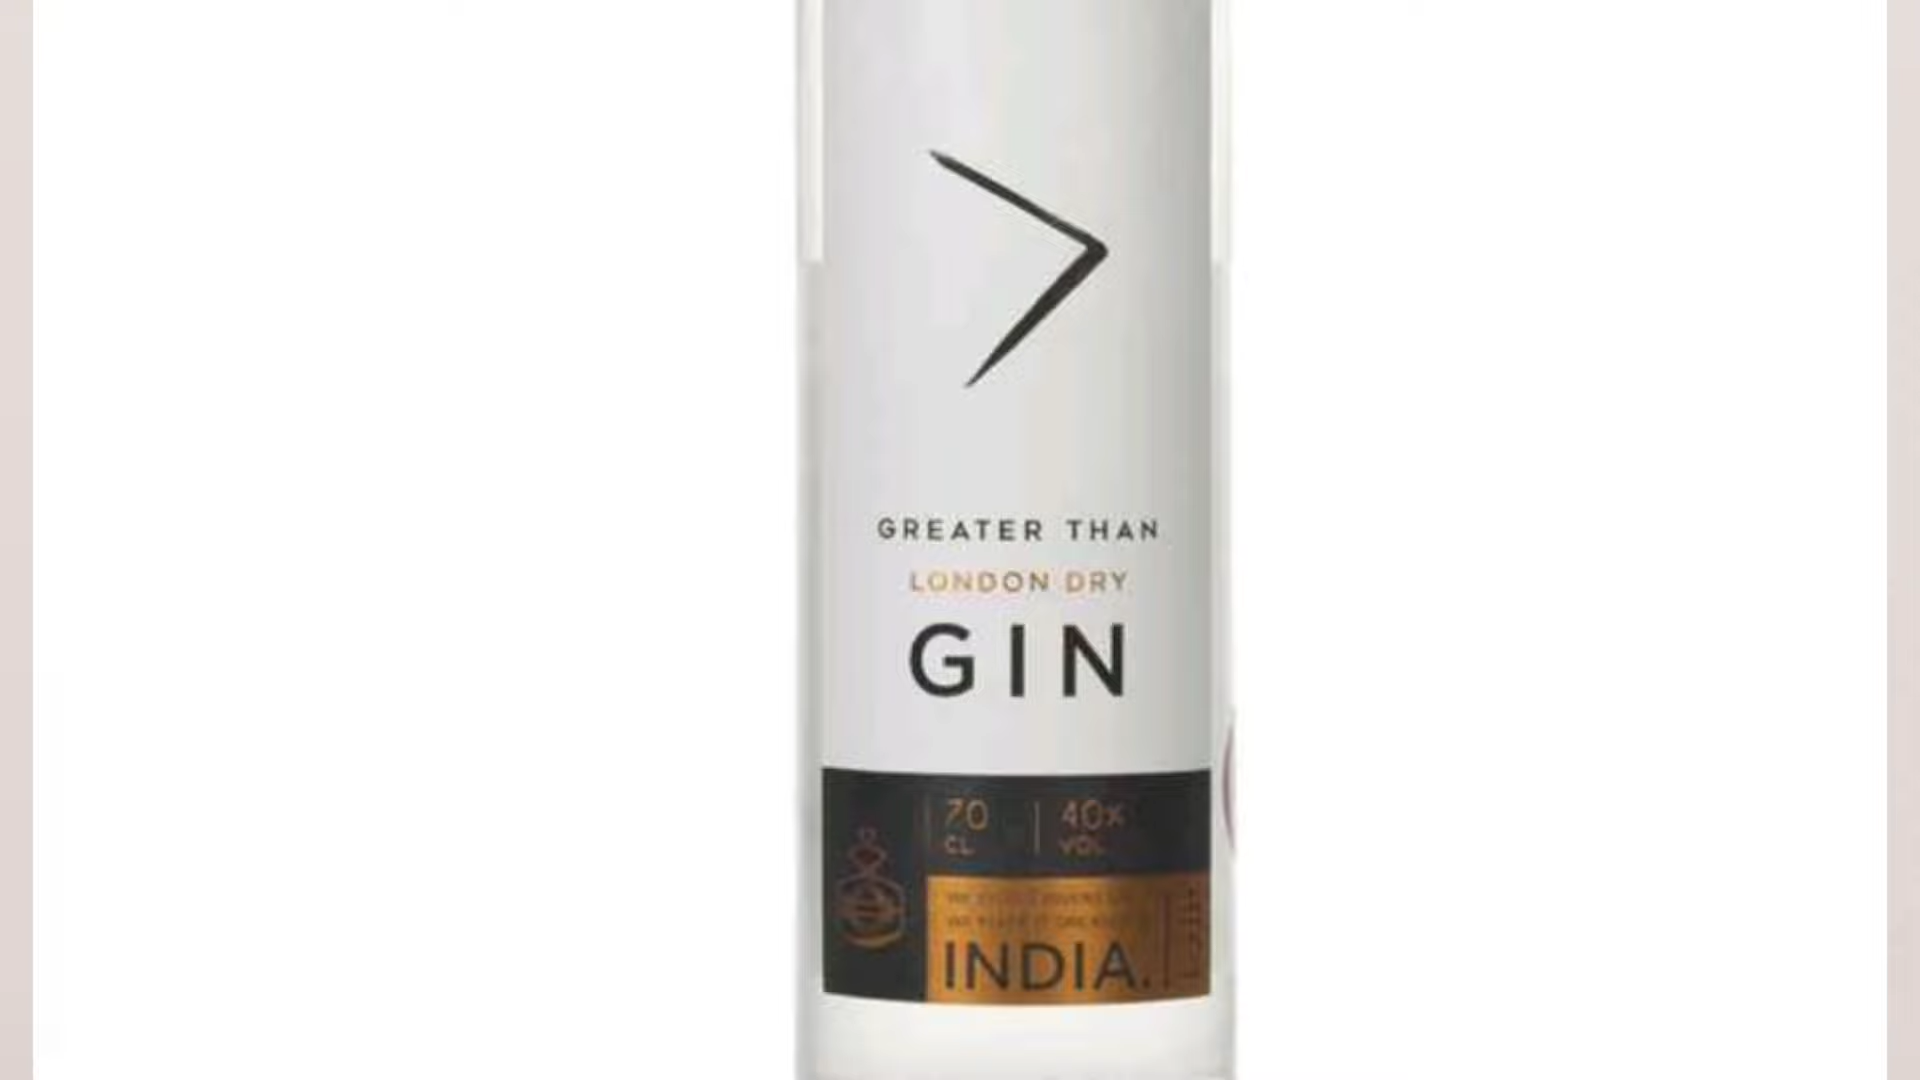 >
GREATER THAN
LONDON DRY
GIN
70 | 40%
CL VOL
INDIA.